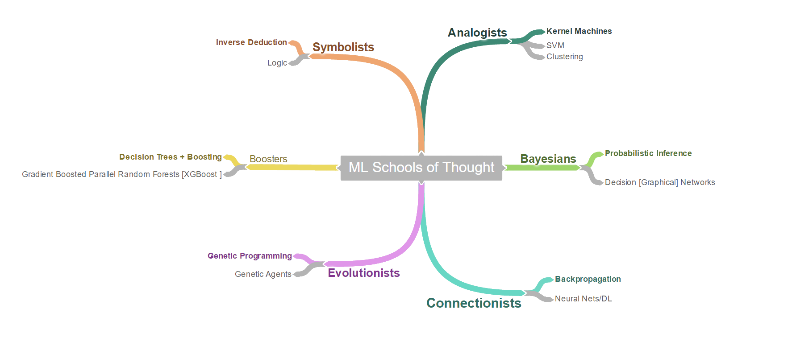 Inverse Deduction
Symbolists
Logic
Analogists
Kernel Machines
SVM
Clustering
Decision Trees + Boosting
Boosters
Gradient Boosted Parallel Random Forests [XGBoost ]
ML Schools of Thought
Bayesians
Probabilistic Inference
Decision [Graphical] Networks
Genetic Programming
Genetic Agents
Evolutionists
Connectionists
Backpropagation
Neural Nets/DL